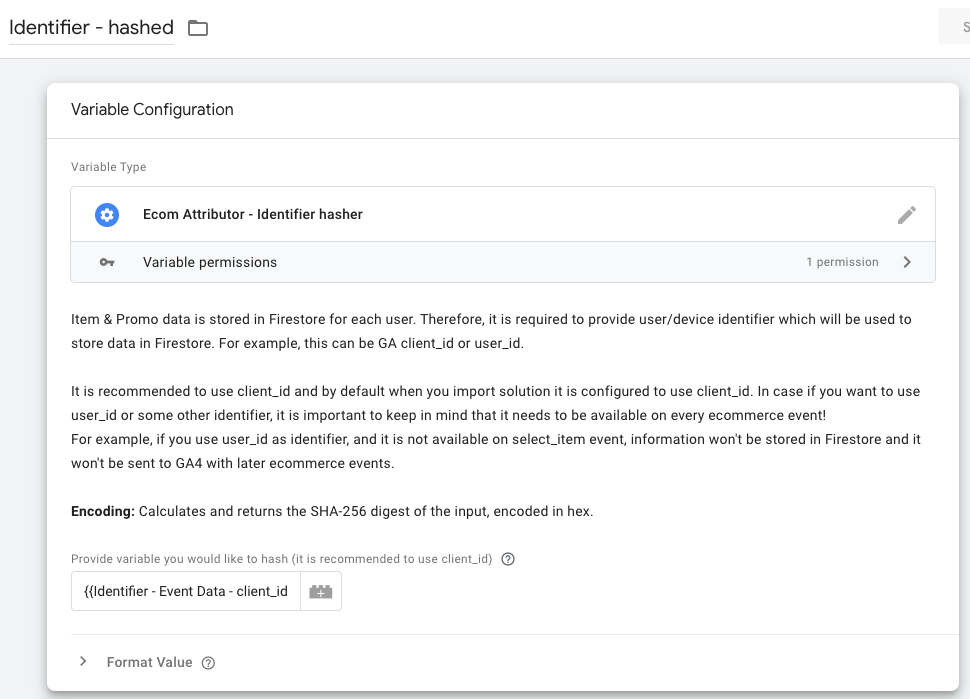 Identifier - hashed
S
Variable Configuration
Variable Type
Ecom Attributor - Identifier hasher
Variable permissions
1 permission
Item & Promo data is stored in Firestore for each user. Therefore, it is required to provide user/device identifier which will be used to
store data in Firestore. For example, this can be GA client_id or user_id.
It is recommended to use client_id and by default when you import solution it is configured to use client_id. In case if you want to use
user_id or some other identifier, it is important to keep in mind that it needs to be available on every ecommerce event!
For example, if you use user_id as identifier, and it is not available on select_item event, information won't be stored in Firestore and it
won't be sent to GA4 with later ecommerce events.
Encoding: Calculates and returns the SHA-256 digest of the input, encoded in hex.
Provide variable you would like to hash (it is recommended to use client_id)
{{Identifier - Event Data - client_id
Format Value